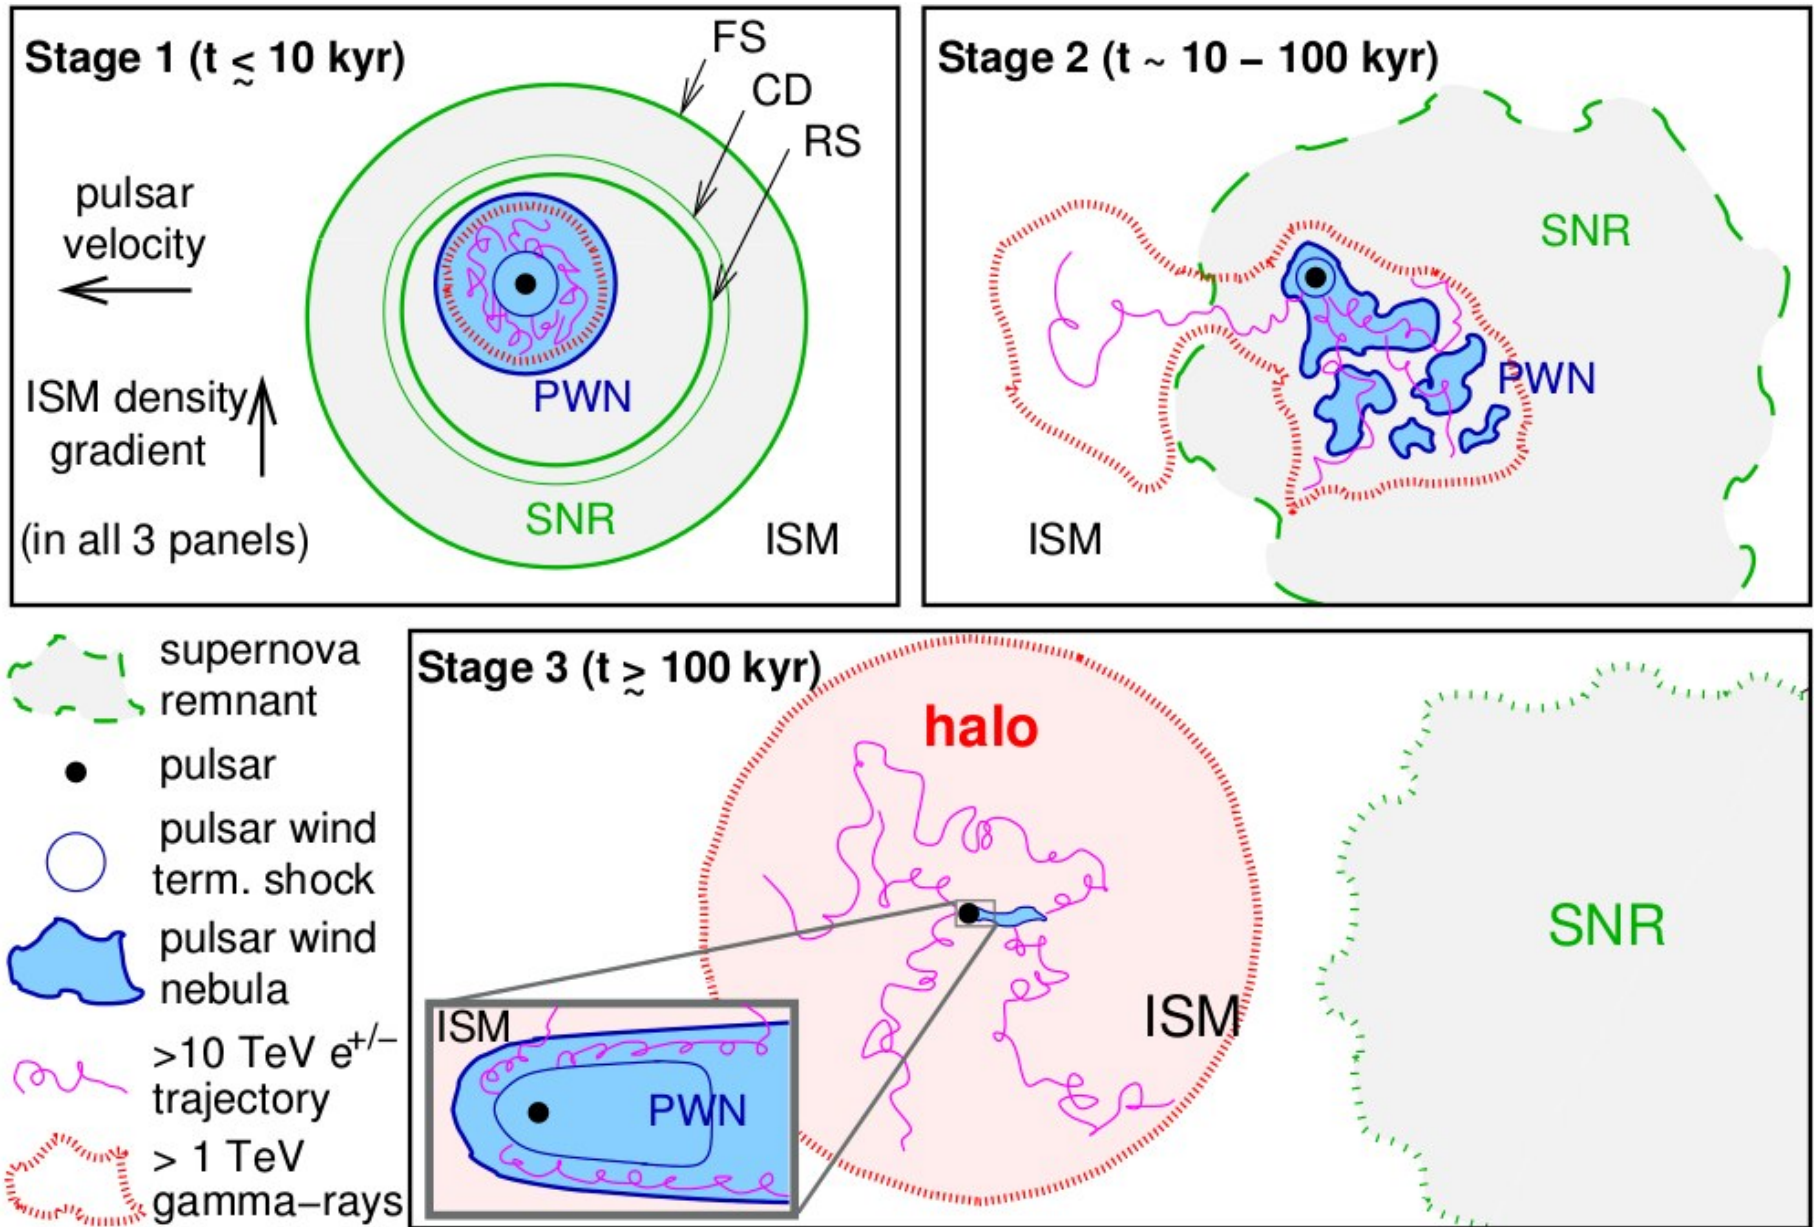 Stage 1 (t ≲ 10 kyr)
FS
CD
RS
pulsar
velocity
ISM density
gradient
(in all 3 panels)
PWN
SNR
ISM
Stage 2 (t ~ 10 – 100 kyr)
SNR
PWN
ISM
supernova
remnant
pulsar
pulsar wind
term. shock
pulsar wind
nebula
>10 TeV e+/−
trajectory
> 1 TeV
gamma−rays
Stage 3 (t ≳ 100 kyr)
halo
SNR
ISM
ISM
PWN